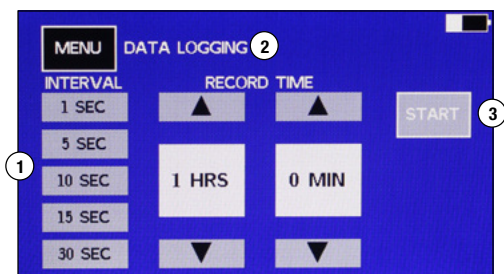 MENU DATA LOGGING 2
INTERVAL RECORD TIME
1 SEC
START 3
5 SEC
1
10 SEC 1 HRS 0 MIN
15 SEC
30 SEC